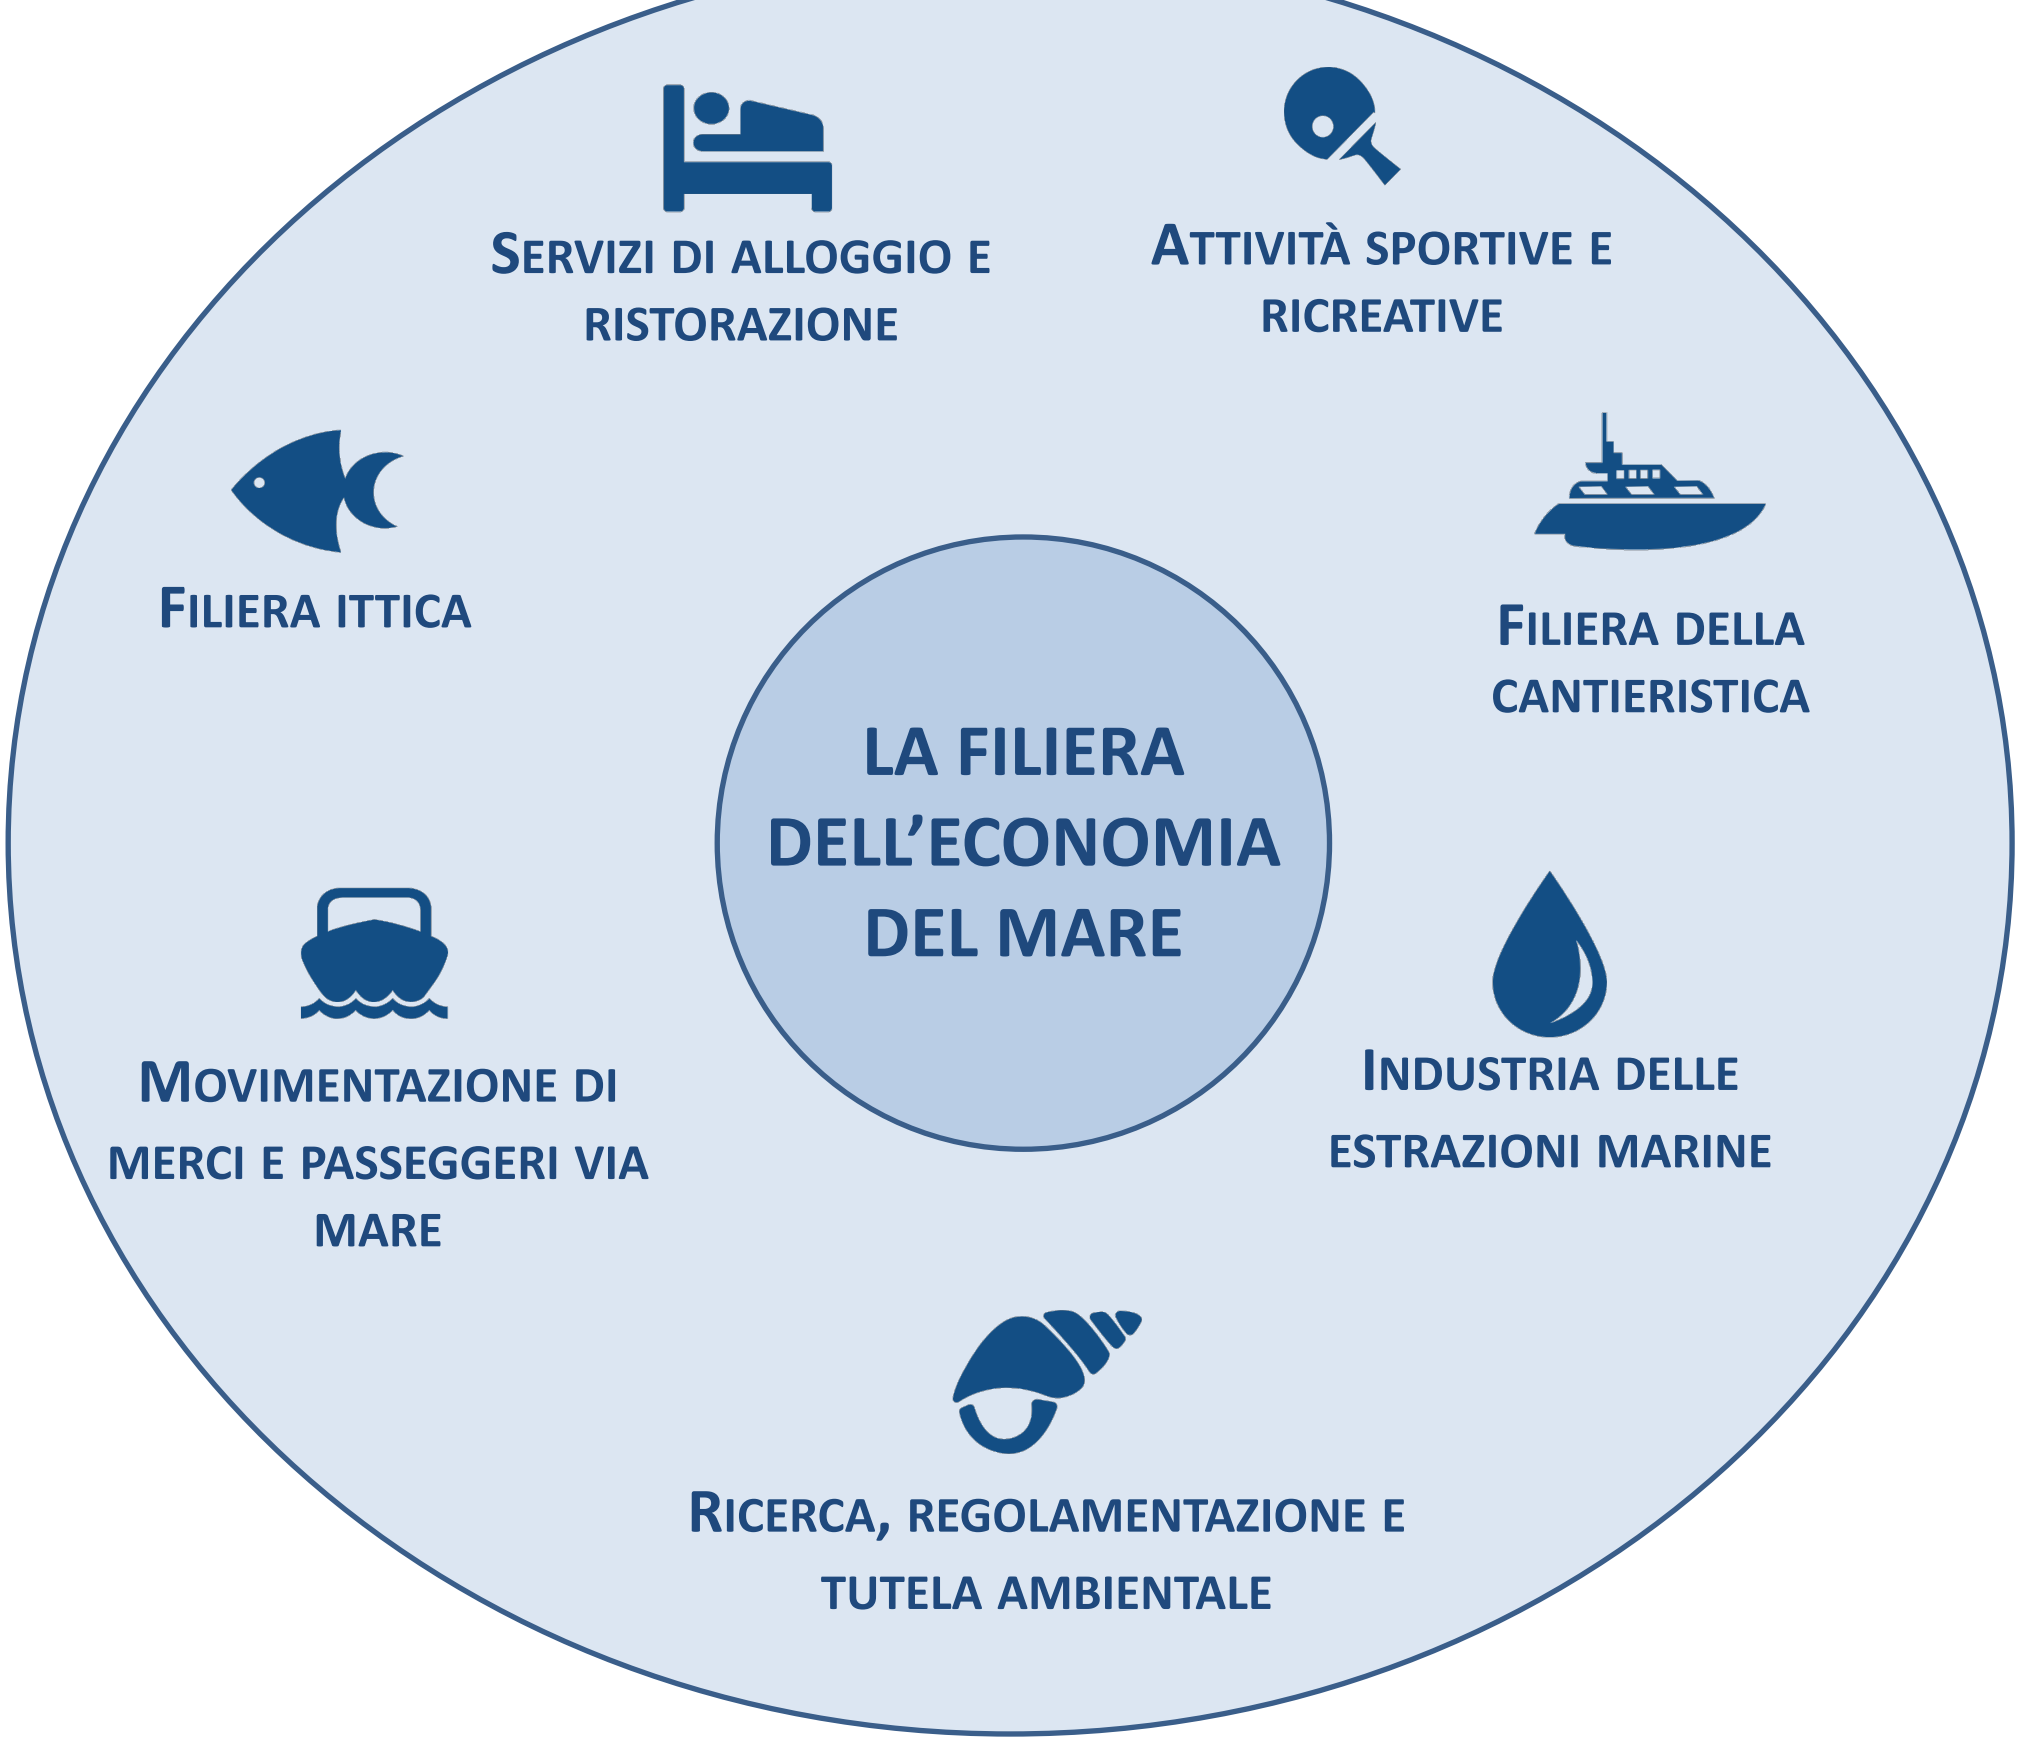 SERVIZI DI ALLOGGIO E
RISTORAZIONE
ATTIVITÀ SPORTIVE E
RICREATIVE
FILIERA ITTICA
FILIERA DELLA
CANTIERISTICA
LA FILIERA
DELL’ECONOMIA
DEL MARE
MOVIMENTAZIONE DI
MERCI E PASSEGGERI VIA
MARE
INDUSTRIA DELLE
ESTRAZIONI MARINE
RICERCA, REGOLAMENTAZIONE E
TUTELA AMBIENTALE